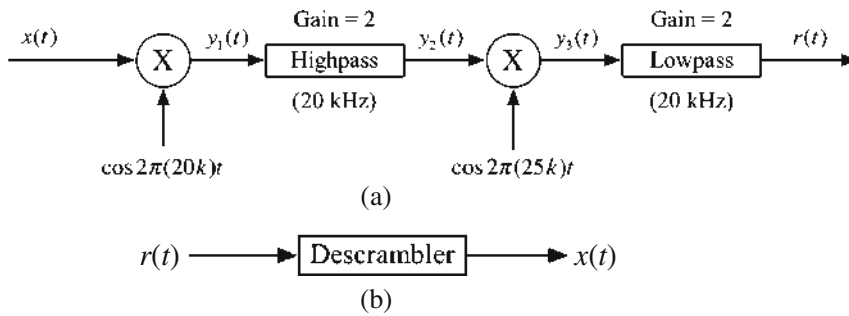 Gain = 2 Gain = 2
x(t) y₁(t) y₂(t) y₃(t) r(t)
X Highpass X Lowpass
(20 kHz) (20 kHz)
cos 2π(20k)t cos 2π(25k)t
(a)
r(t) Descrambler x(t)
(b)